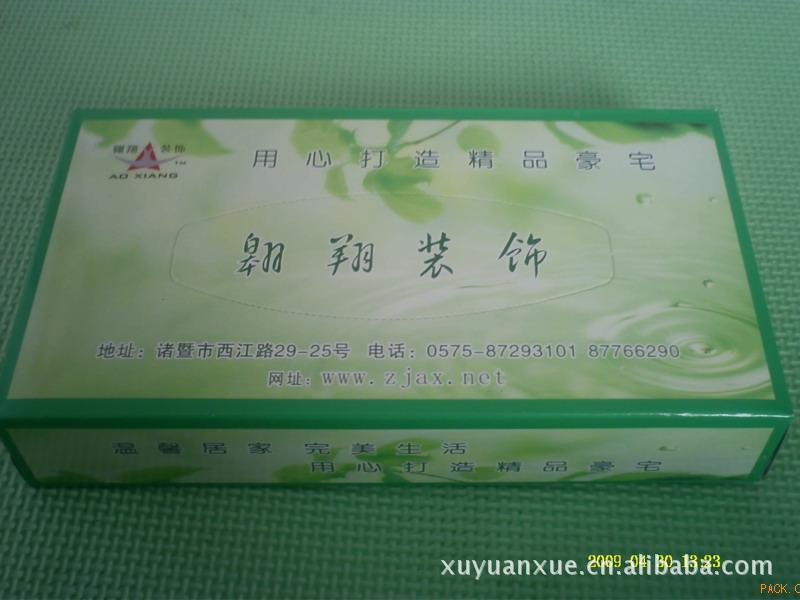 翱翔 装饰
TM
AO XIANG
用心打造精品豪宅
翱翔装饰
地址：诸暨市西江路29-25号 电话：0575-87293101 87766290
网址：www.zjax.net
温馨居家 完美生活
用心打造精品豪宅
2009 04 30 13:23
xuyuanxue.cn.alibaba.com
PACK.C